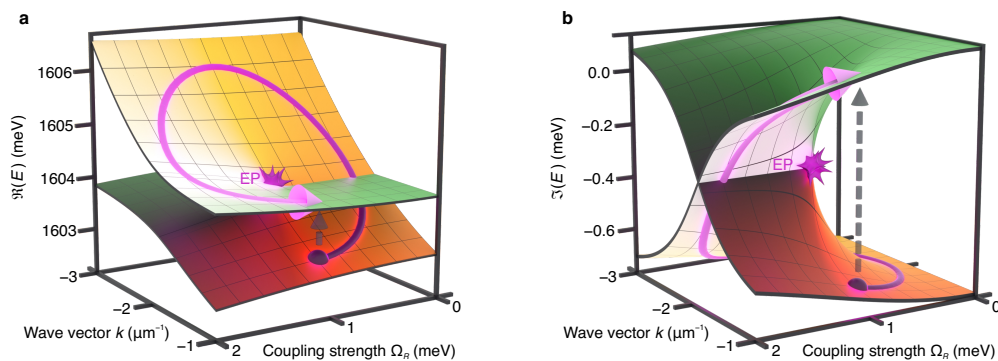 a
b
ℜ(E) (meV)
1606
1605
1604
1603
EP
−3
−2
−1
Wave vector k (µm⁻¹)
2
1
0
Coupling strength Ω_R (meV)
ℑ(E) (meV)
0.0
−0.2
−0.4
−0.6
EP
−3
−2
−1
Wave vector k (µm⁻¹)
2
1
0
Coupling strength Ω_R (meV)